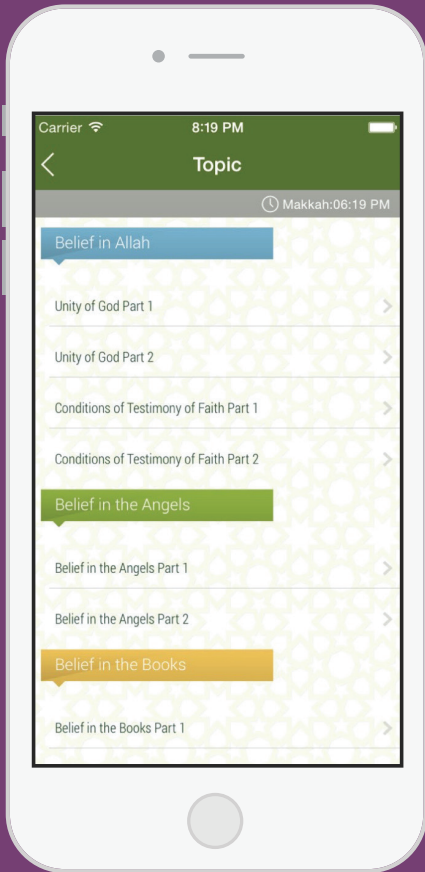 Carrier 8:19 PM
Topic
Makkah:06:19 PM
Belief in Allah
Unity of God Part 1
Unity of God Part 2
Conditions of Testimony of Faith Part 1
Conditions of Testimony of Faith Part 2
Belief in the Angels
Belief in the Angels Part 1
Belief in the Angels Part 2
Belief in the Books
Belief in the Books Part 1